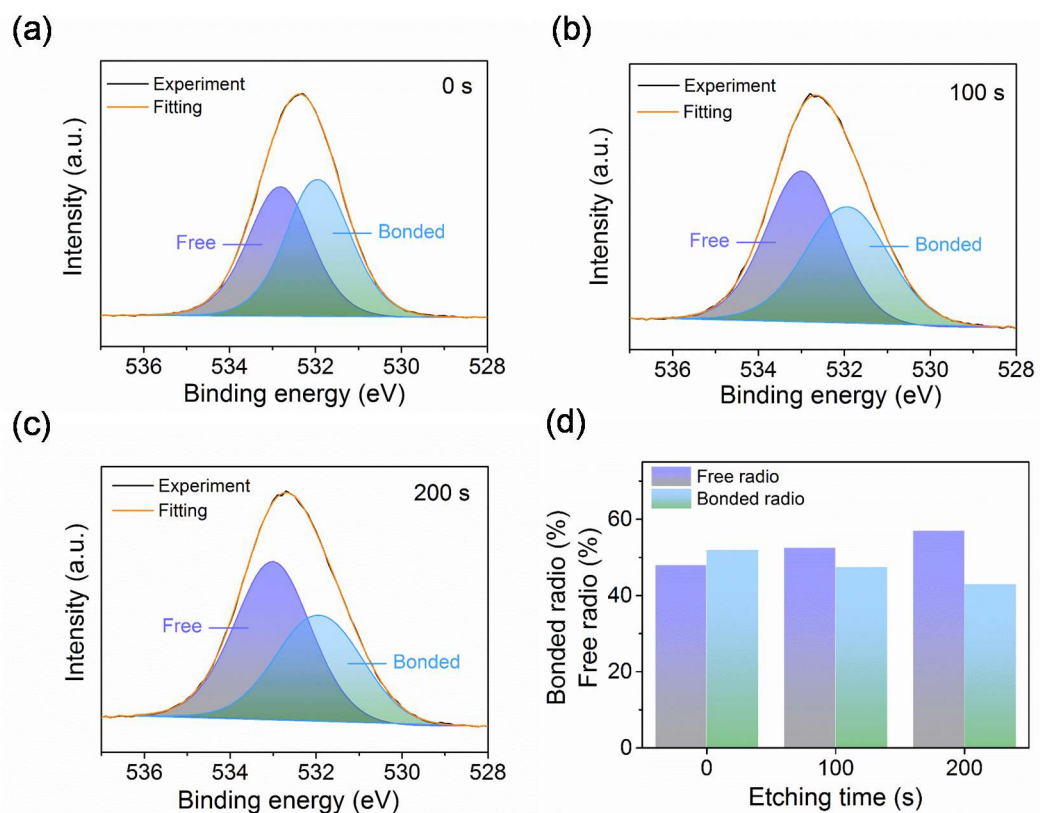 (a)
Experiment
Fitting
0 s
Free
Bonded
Intensity (a.u.)
536 534 532 530 528
Binding energy (eV)
(b)
Experiment
Fitting
100 s
Free
Bonded
Intensity (a.u.)
536 534 532 530 528
Binding energy (eV)
(c)
Experiment
Fitting
200 s
Free
Bonded
Intensity (a.u.)
536 534 532 530 528
Binding energy (eV)
(d)
Free radio
Bonded radio
Bonded radio (%)
Free radio (%)
60
40
20
0
0 100 200
Etching time (s)